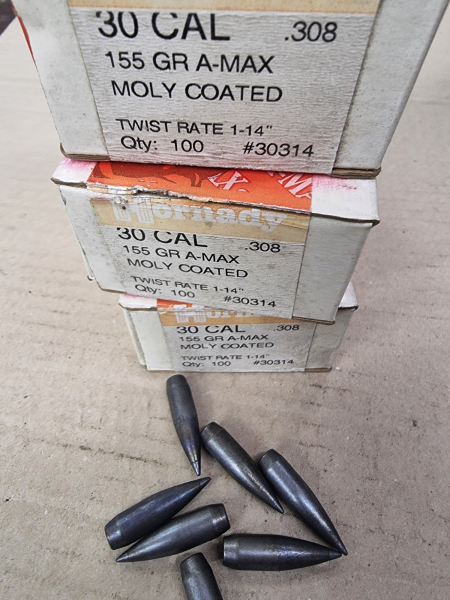 30 CAL .308
155 GR A-MAX
MOLY COATED
TWIST RATE 1-14"
Qty: 100 #30314
Hornady
30 CAL .308
155 GR A-MAX
MOLY COATED
TWIST RATE 1-14"
Qty: 100 #30314
Hornady
30 CAL .308
155 GR A-MAX
MOLY COATED
TWIST RATE 1-14"
Qty: 100 #30314